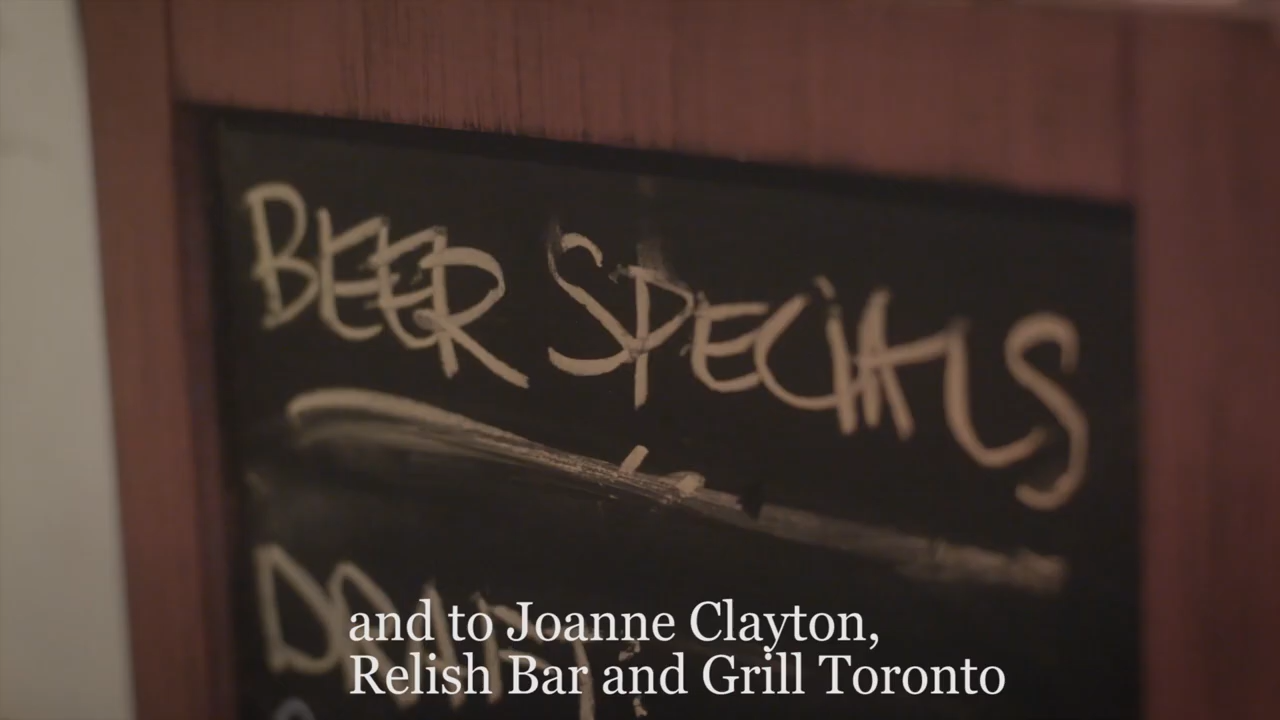 BEER SPECIALS
and to Joanne Clayton,
Relish Bar and Grill Toronto